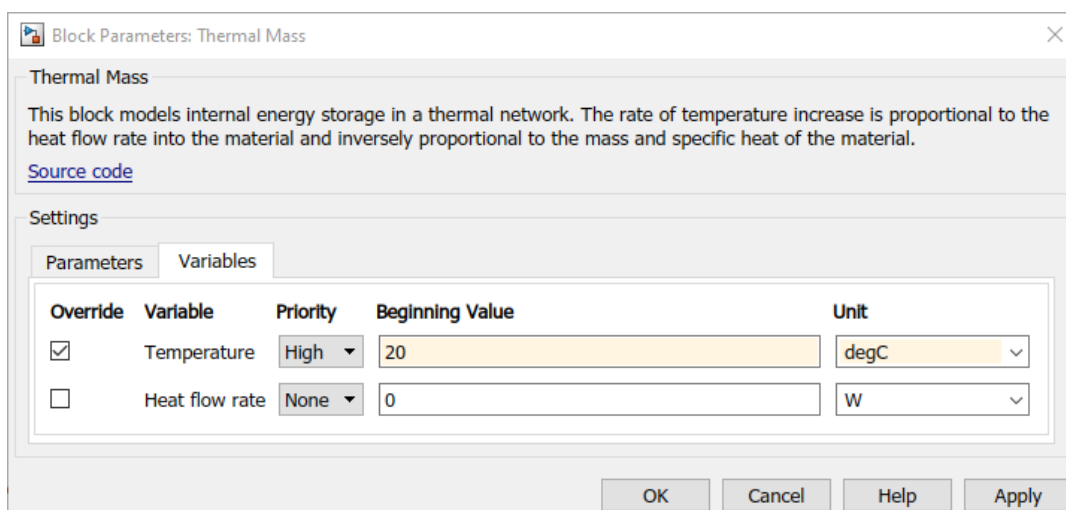 Block Parameters: Thermal Mass
Thermal Mass
This block models internal energy storage in a thermal network. The rate of temperature increase is proportional to the
heat flow rate into the material and inversely proportional to the mass and specific heat of the material.
Source code
Settings
Parameters Variables
Override Variable Priority Beginning Value Unit
Temperature High 20 degC
Heat flow rate None 0 W
OK Cancel Help Apply